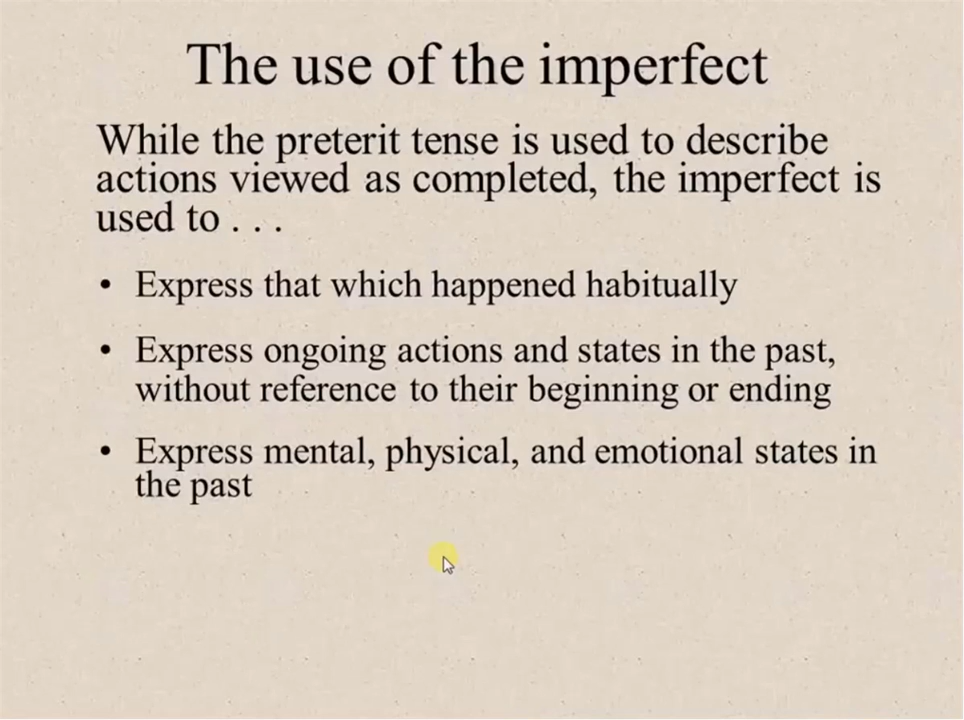 The use of the imperfect
While the preterit tense is used to describe
actions viewed as completed, the imperfect is
used to . . .
• Express that which happened habitually
• Express ongoing actions and states in the past,
without reference to their beginning or ending
• Express mental, physical, and emotional states in
the past